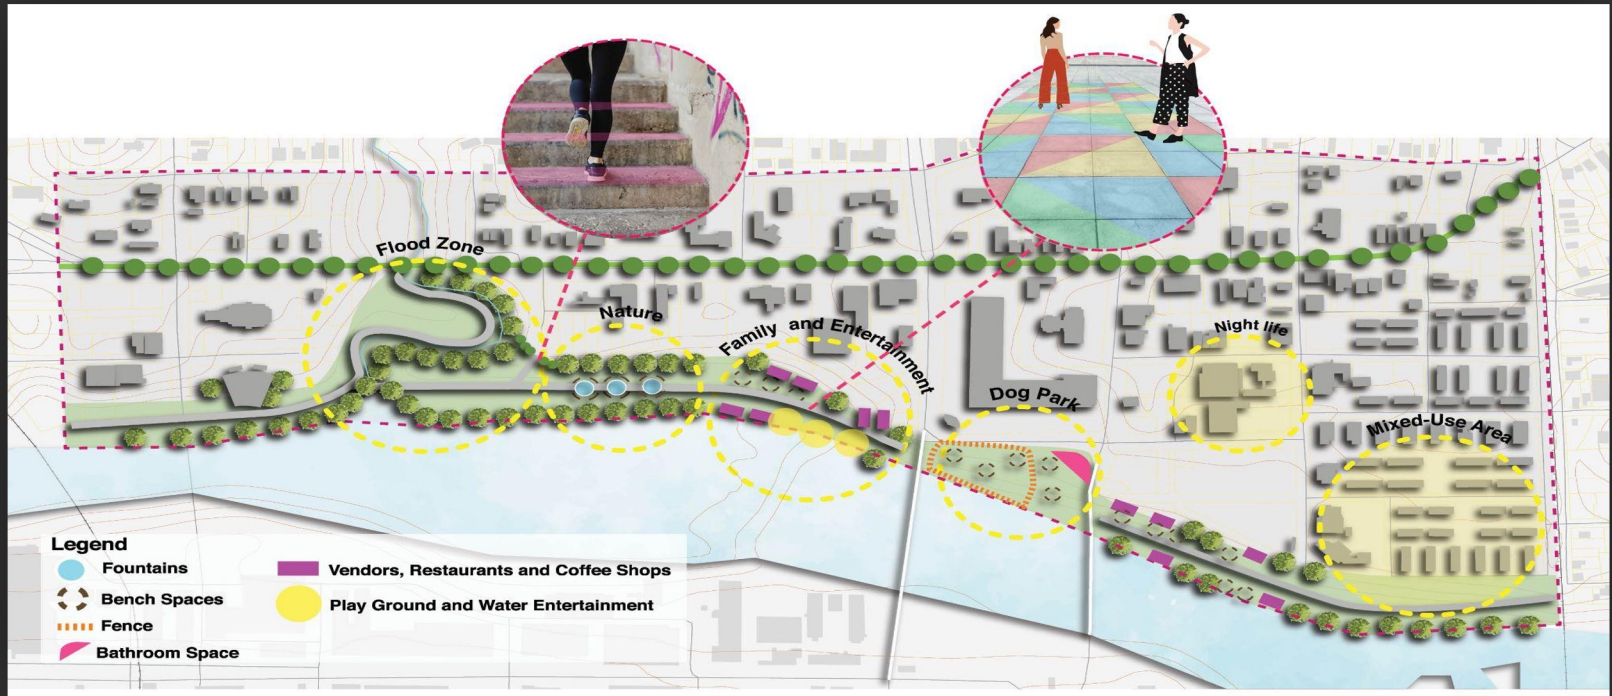 Flood Zone
Nature
Family and Entertainment
Dog Park
Night life
Mixed-Use Area
Legend
Fountains
Bench Spaces
Fence
Bathroom Space
Vendors, Restaurants and Coffee Shops
Play Ground and Water Entertainment